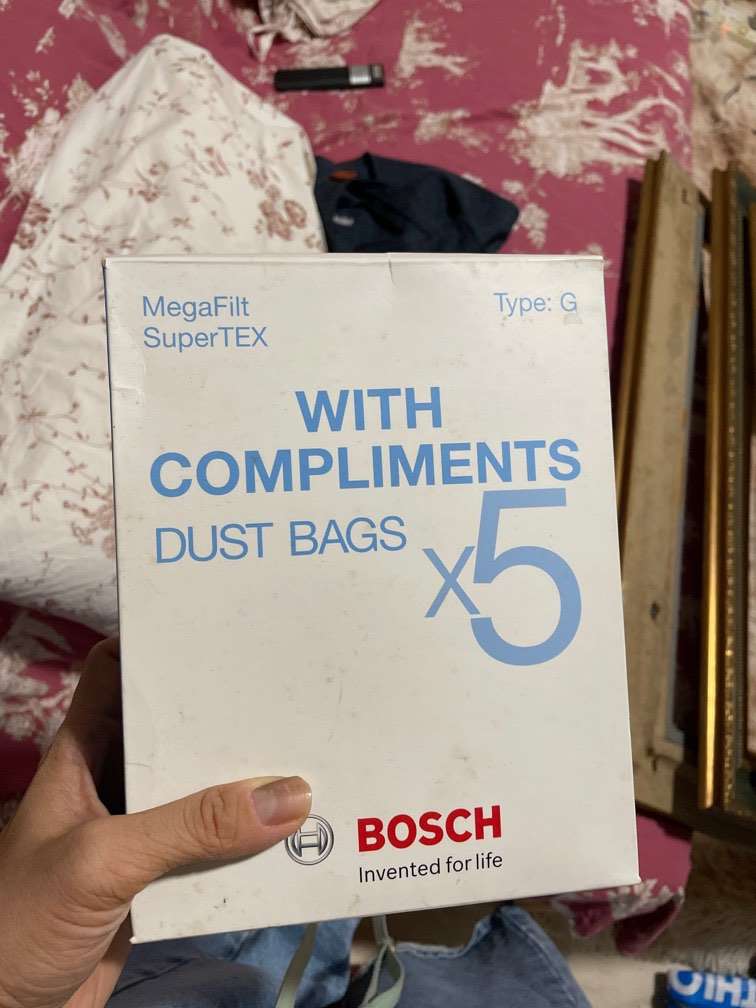 MegaFilt
SuperTEX
Type: G
WITH
COMPLIMENTS
DUST BAGS
x5
BOSCH
Invented for life